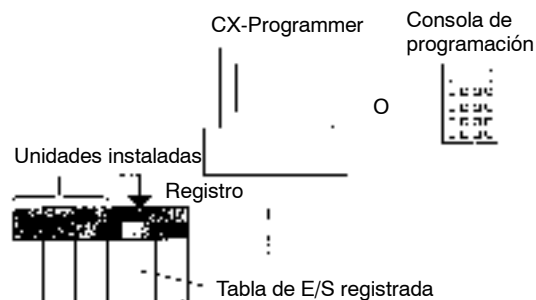 CX-Programmer
Consola de
programación
O
Unidades instaladas
Registro
Tabla de E/S registrada